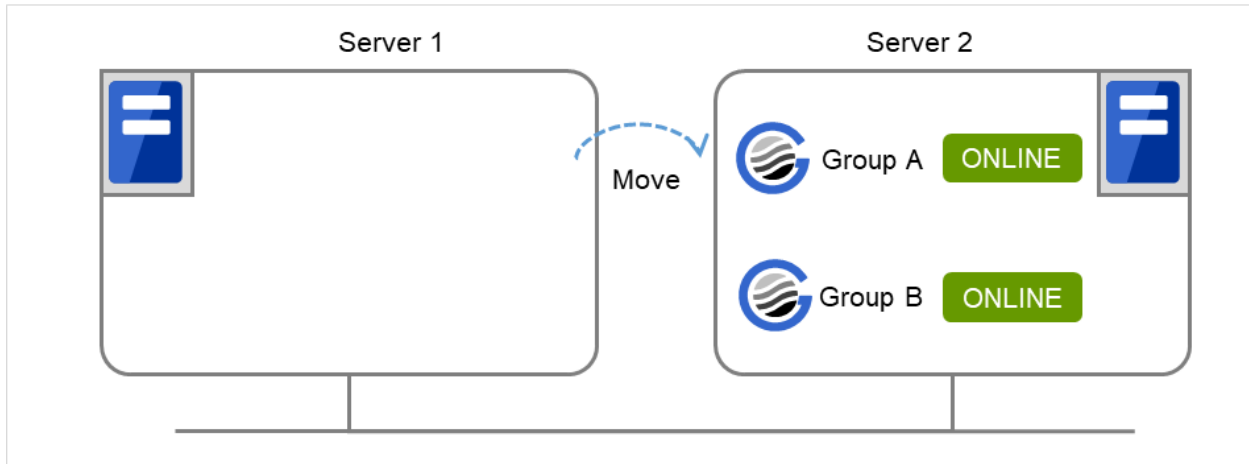 Server 1
Server 2
Move
Group A
ONLINE
Group B
ONLINE